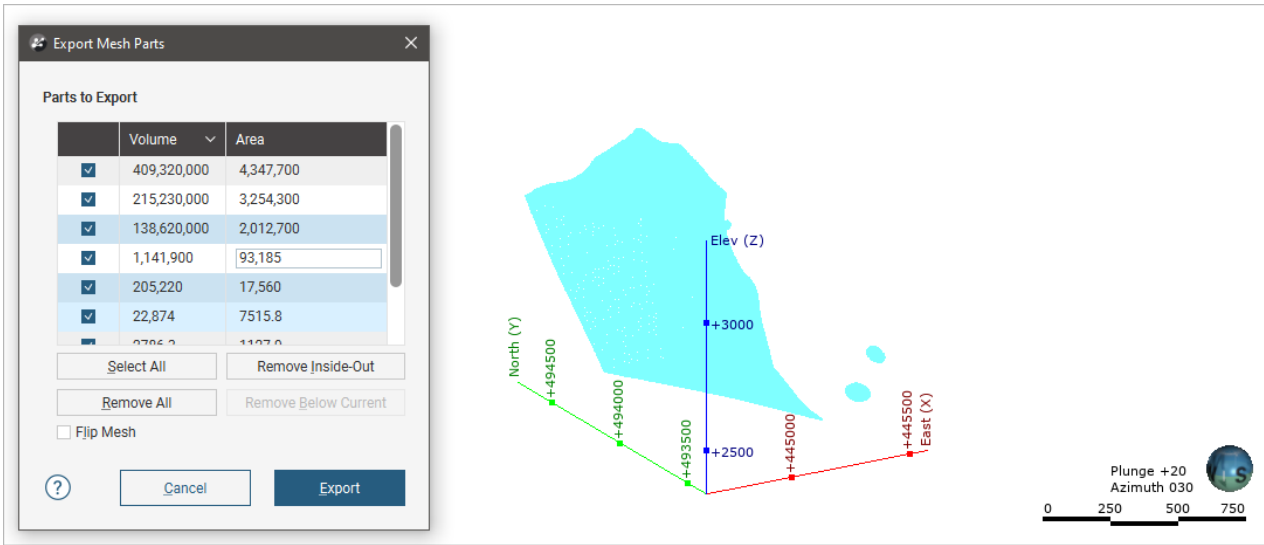 Export Mesh Parts
Parts to Export
Volume Area
409,320,000 4,347,700
215,230,000 3,254,300
138,620,000 2,012,700
1,141,900 93,185
205,220 17,560
22,874 7515.8
Select All Remove Inside-Out
Remove All Remove Below Current
Flip Mesh
? Cancel Export
Elev (Z)
+3000
+2500
North (Y)
+494500
+494000
+493500
+445000
+445500
East (X)
Plunge +20
Azimuth 030
0 250 500 750